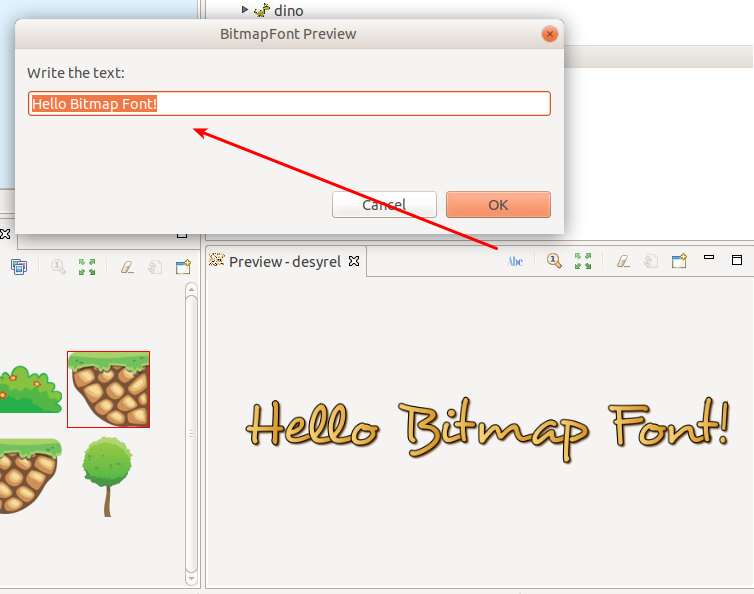 dino
BitmapFont Preview
Write the text:
Hello Bitmap Font!
Cancel
OK
Preview - desyrel
Abc
Hello Bitmap Font!